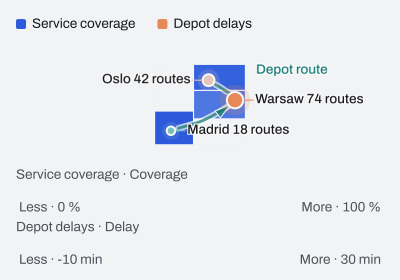 Service coverage
Depot delays
Depot route
Oslo 42 routes
Warsaw 74 routes
Madrid 18 routes
Service coverage · Coverage
Less · 0 %
More · 100 %
Depot delays · Delay
Less · -10 min
More · 30 min